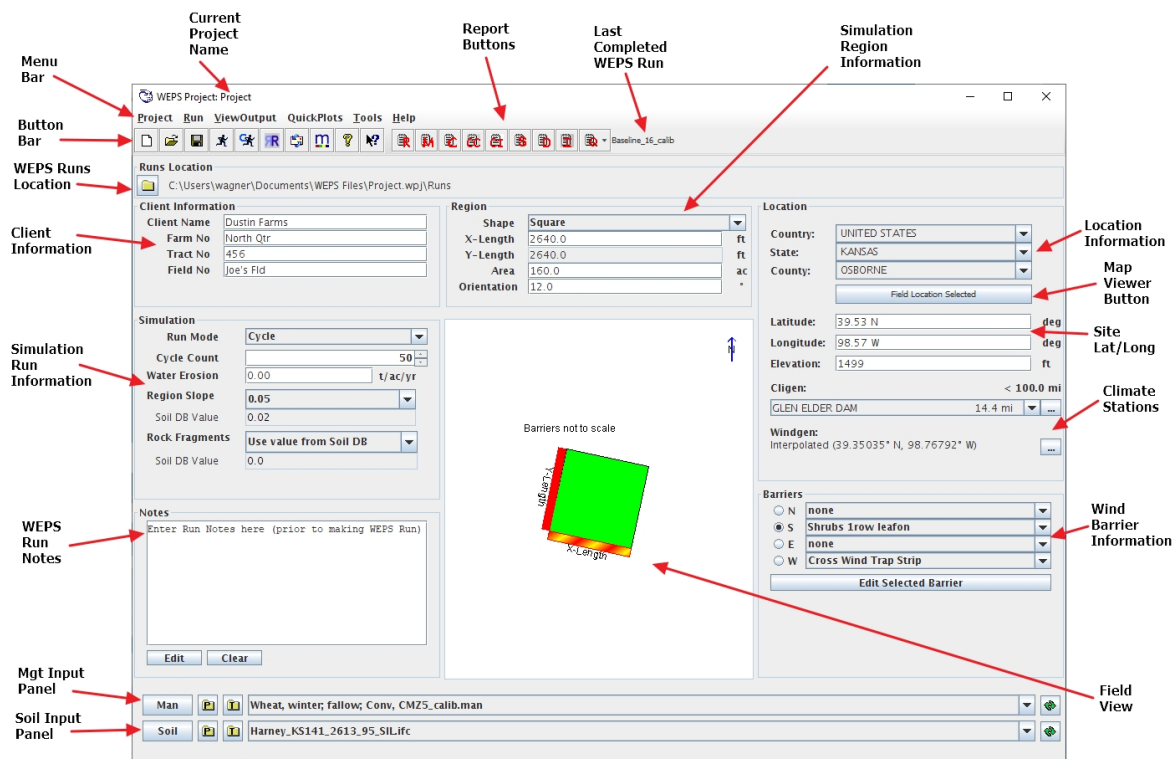 Current
Project
Name
Report
Buttons
Last
Completed
WEPS Run
Simulation
Region
Information
Menu
Bar
Button
Bar
WEPS Runs
Location
Client
Information
Simulation
Run
Information
WEPS
Run
Notes
Mgt Input
Panel
Soil Input
Panel
WEPS Project: Project
Project Run ViewOutput QuickPlots Tools Help
Baseline_16_calib
Runs Location
C:\Users\wagner\Documents\WEPS Files\Project.wpj\Runs
Client Information
Client Name Dustin Farms
Farm No North Qtr
Tract No 456
Field No Joe's Fld
Region
Shape Square
X-Length 2640.0 ft
Y-Length 2640.0 ft
Area 160.0 ac
Orientation 12.0 °
Location
Country: UNITED STATES
State: KANSAS
County: OSBORNE
Field Location Selected
Latitude: 39.53 N deg
Longitude: 98.57 W deg
Elevation: 1499 ft
Cligen: < 100.0 mi
GLEN ELDER DAM 14.4 mi ...
Windgen:
Interpolated (39.35035° N, 98.76792° W) ...
Simulation
Run Mode Cycle
Cycle Count 50
Water Erosion 0.00 t/ac/yr
Region Slope 0.05
Soil DB Value 0.02
Rock Fragments Use value from Soil DB
Soil DB Value 0.0
N
Barriers not to scale
Y-Length
X-Length
Notes
Enter Run Notes here (prior to making WEPS Run)
Edit Clear
Barriers
N none
S Shrubs 1row leafon
E none
W Cross Wind Trap Strip
Edit Selected Barrier
Man P T Wheat, winter; fallow; Conv, CMZ5_calib.man
Soil P T Harney_KS141_2613_95_SIL.ifc
Location
Information
Map
Viewer
Button
Site
Lat/Long
Climate
Stations
Wind
Barrier
Information
Field
View